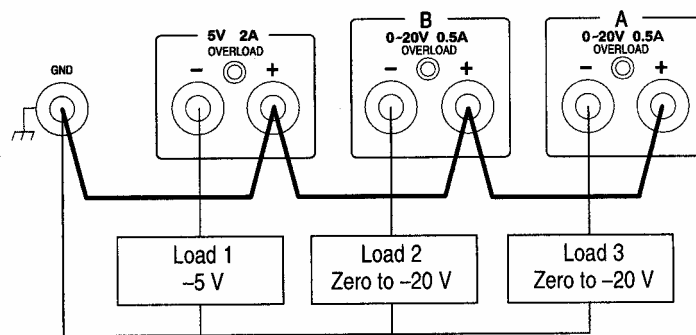 B
A
5V 2A
OVERLOAD
0~20V 0.5A
OVERLOAD
0~20V 0.5A
OVERLOAD
GND
− +
− +
− +
Load 1
–5 V
Load 2
Zero to –20 V
Load 3
Zero to –20 V